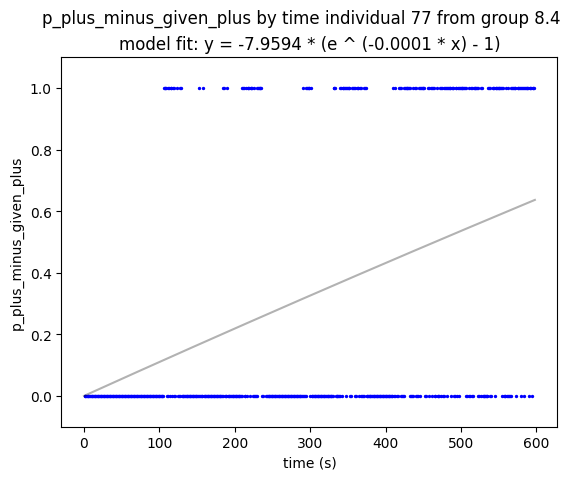 p_plus_minus_given_plus by time individual 77 from group 8.4
model fit: y = -7.9594 * (e ^ (-0.0001 * x) - 1)
1.0
0.8
0.6
0.4
0.2
0.0
p_plus_minus_given_plus
0 100 200 300 400 500 600
time (s)